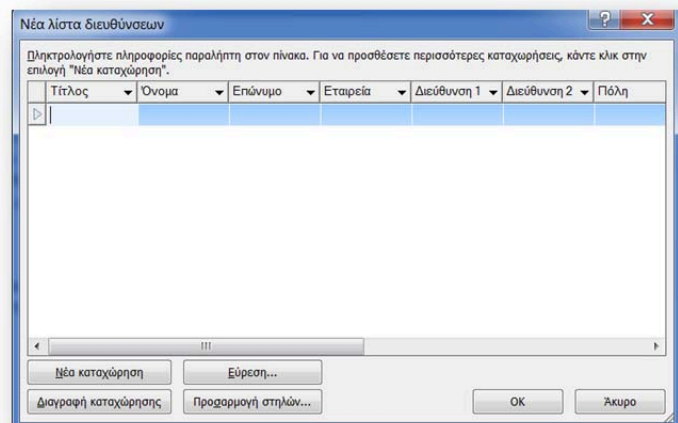 Νέα λίστα διευθύνσεων
Πληκτρολογήστε πληροφορίες παραλήπτη στον πίνακα. Για να προσθέσετε περισσότερες καταχωρήσεις, κάντε κλικ στην
επιλογή "Νέα καταχώρηση".
Τίτλος Όνομα Επώνυμο Εταιρεία Διεύθυνση 1 Διεύθυνση 2 Πόλη
Νέα καταχώρηση Εύρεση...
Διαγραφή καταχώρησης Προσαρμογή στηλών... OK Άκυρο